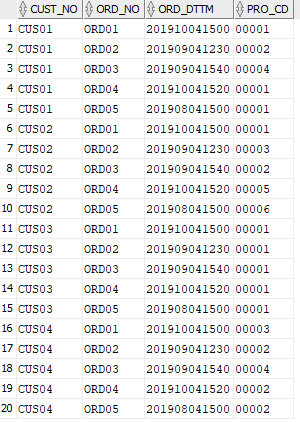 CUST_NO ORD_NO ORD_DTTM PRO_CD
1 CUS01 ORD01 201910041500 00001
2 CUS01 ORD02 201909041230 00002
3 CUS01 ORD03 201909041540 00004
4 CUS01 ORD04 201910041520 00001
5 CUS01 ORD05 201908041500 00001
6 CUS02 ORD01 201910041500 00001
7 CUS02 ORD02 201909041230 00003
8 CUS02 ORD03 201909041540 00002
9 CUS02 ORD04 201910041520 00005
10 CUS02 ORD05 201908041500 00006
11 CUS03 ORD01 201910041500 00001
12 CUS03 ORD02 201909041230 00001
13 CUS03 ORD03 201909041540 00001
14 CUS03 ORD04 201910041520 00001
15 CUS03 ORD05 201908041500 00001
16 CUS04 ORD01 201910041500 00003
17 CUS04 ORD02 201909041230 00002
18 CUS04 ORD03 201909041540 00004
19 CUS04 ORD04 201910041520 00002
20 CUS04 ORD05 201908041500 00002